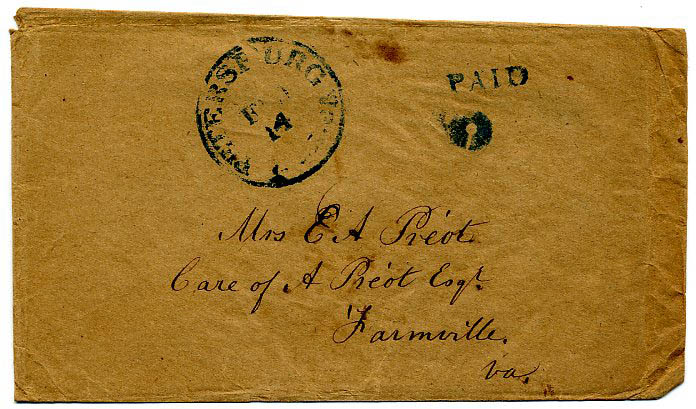 PETERSBURG
14
PAID
Mrs E A Préot
Care of A Préot Esqr.
Farmville.
Va.